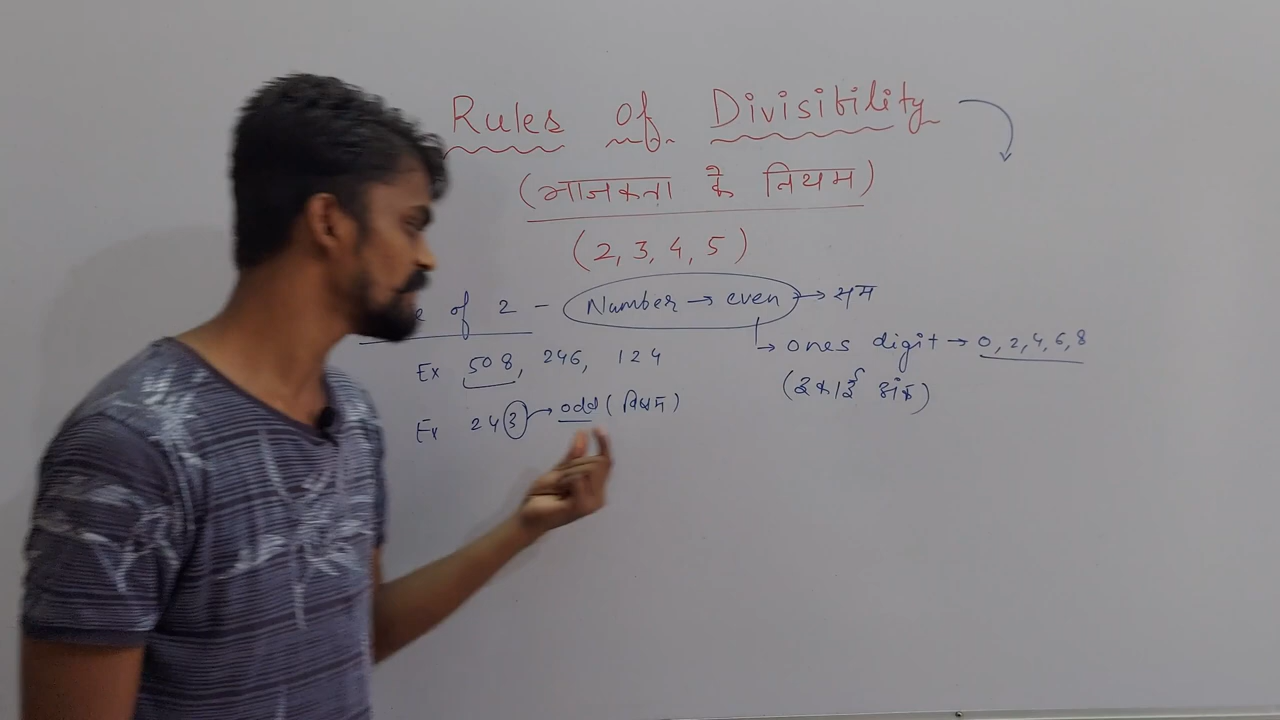 Rules Of Divisibility
(भाजकता के नियम)
(2, 3, 4, 5)
of 2 - Number → even → सम
→ ones digit → 0, 2, 4, 6, 8
(इकाई अंक)
Ex 508, 246, 124
Ex 243 → odd (विषम)